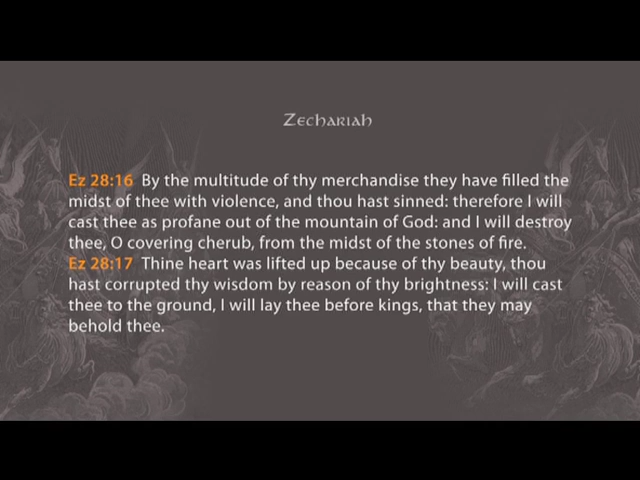 Zechariah
Ez 28:16 By the multitude of thy merchandise they have filled the
midst of thee with violence, and thou hast sinned: therefore I will
cast thee as profane out of the mountain of God: and I will destroy
thee, O covering cherub, from the midst of the stones of fire.
Ez 28:17 Thine heart was lifted up because of thy beauty, thou
hast corrupted thy wisdom by reason of thy brightness: I will cast
thee to the ground, I will lay thee before kings, that they may
behold thee.